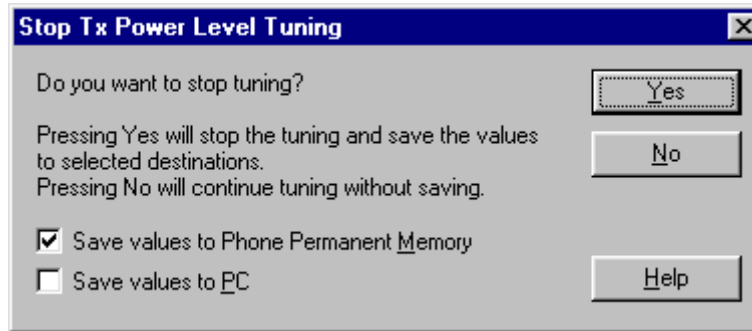 Stop Tx Power Level Tuning
Do you want to stop tuning?
Yes
Pressing Yes will stop the tuning and save the values
to selected destinations.
Pressing No will continue tuning without saving.
No
Save values to Phone Permanent Memory
Save values to PC
Help